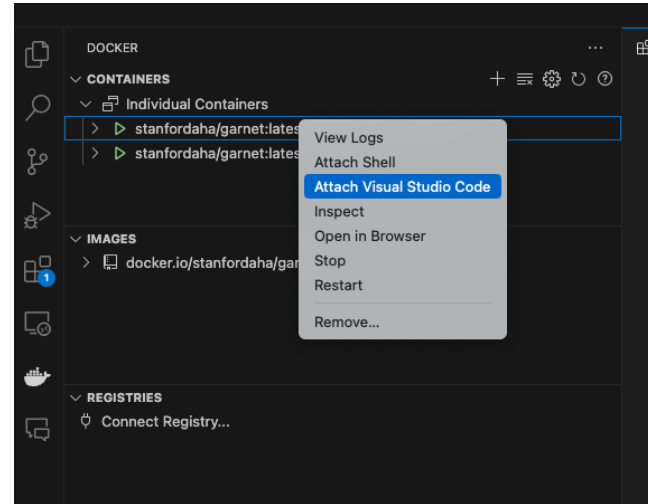 DOCKER
CONTAINERS
Individual Containers
stanfordaha/garnet:lates
stanfordaha/garnet:lates
View Logs
Attach Shell
Attach Visual Studio Code
Inspect
Open in Browser
Stop
Restart
Remove...
IMAGES
docker.io/stanfordaha/gar
1
REGISTRIES
Connect Registry...